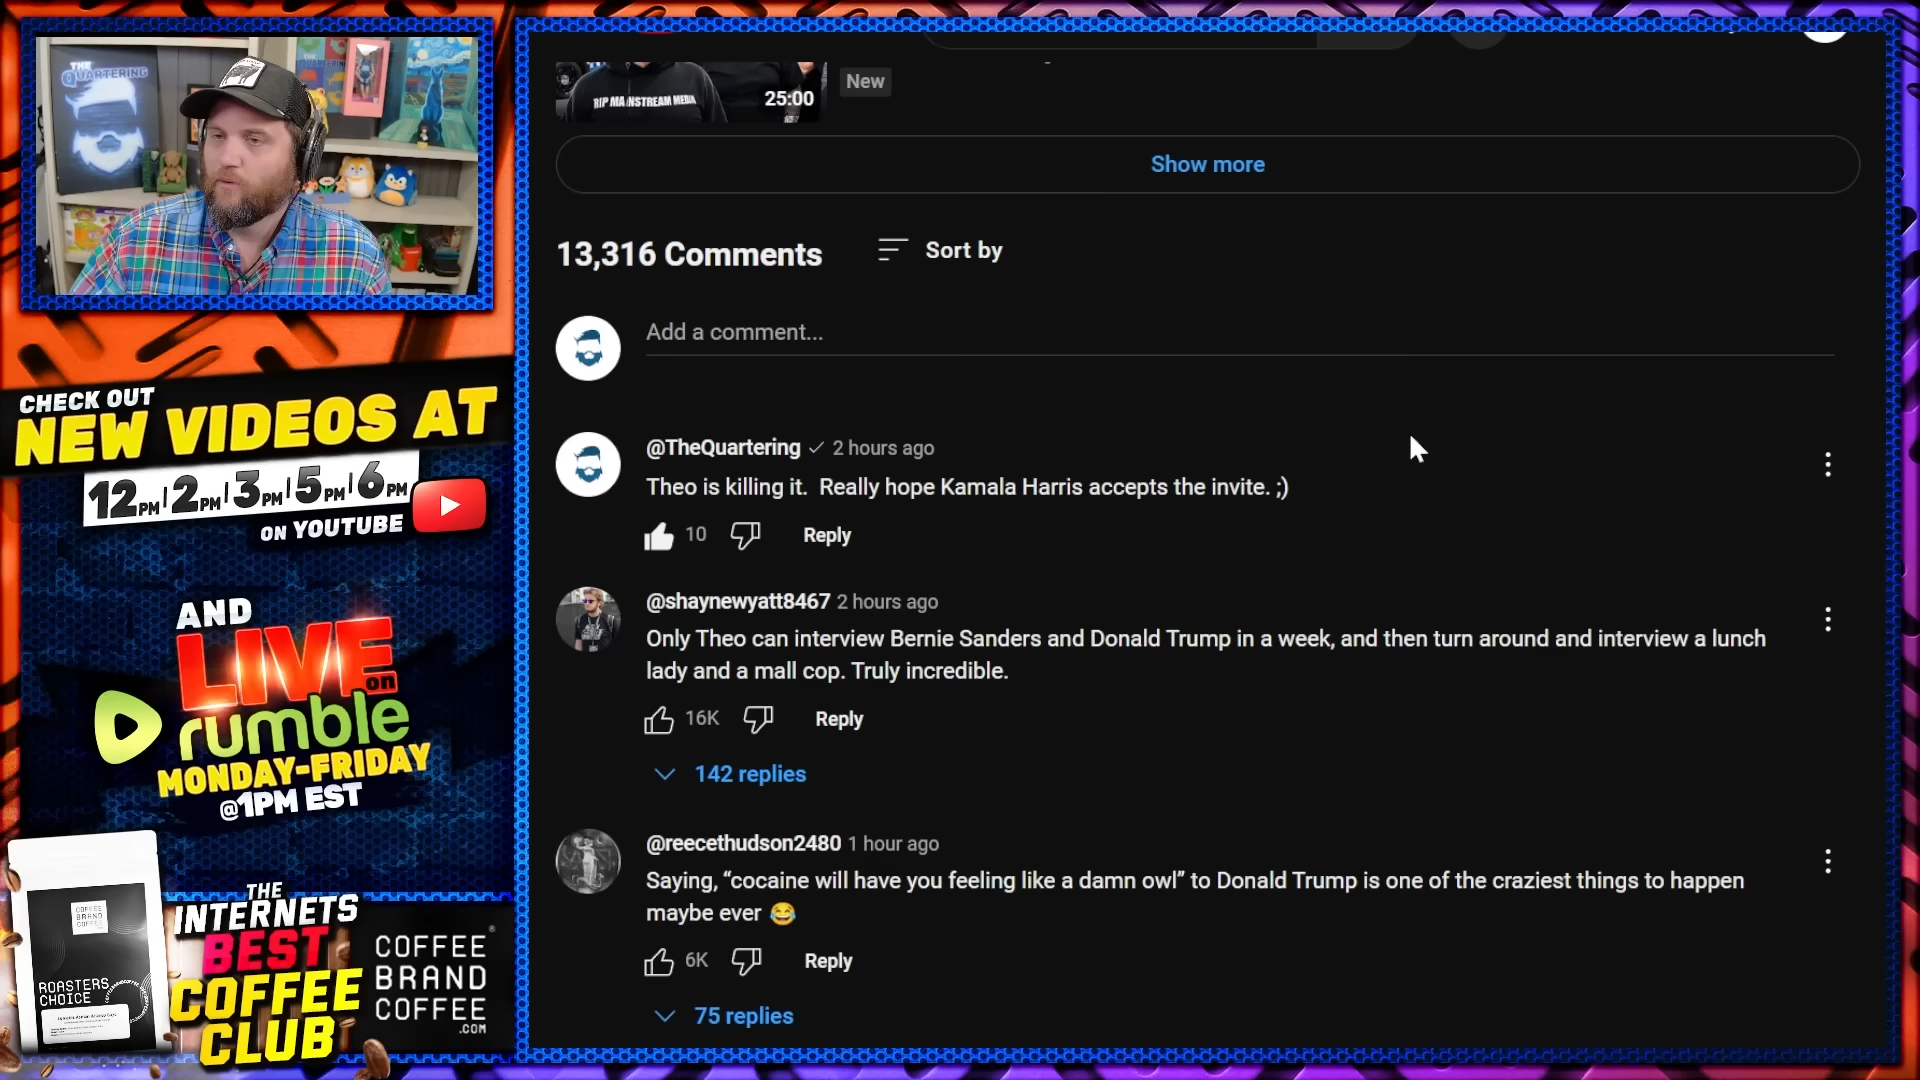 THE
QUARTERING
CHECK OUT
NEW VIDEOS AT
12PM | 2PM | 3PM | 5PM | 6PM
ON YOUTUBE
AND
LIVE on
rumble
MONDAY-FRIDAY
@1PM EST
COFFEE
BRAND
COFFEE
ROASTERS
CHOICE
THE
INTERNETS
BEST
COFFEE
CLUB
COFFEE
BRAND
COFFEE
.COM
RIP MAINSTREAM MEDIA
25:00
New
Show more
13,316 Comments
Sort by
Add a comment...
@TheQuartering 2 hours ago
Theo is killing it. Really hope Kamala Harris accepts the invite. ;)
10 Reply
@shaynewyatt8467 2 hours ago
Only Theo can interview Bernie Sanders and Donald Trump in a week, and then turn around and interview a lunch
lady and a mall cop. Truly incredible.
16K Reply
142 replies
@reecethudson2480 1 hour ago
Saying, “cocaine will have you feeling like a damn owl” to Donald Trump is one of the craziest things to happen
maybe ever 😂
6K Reply
75 replies